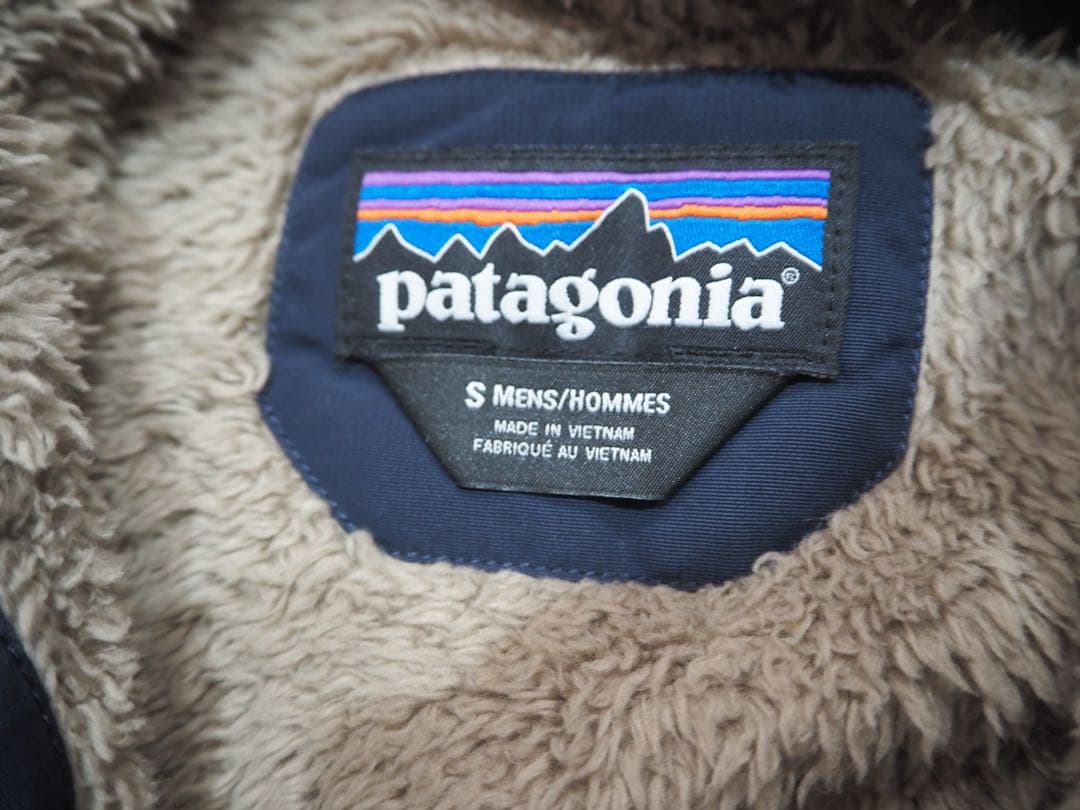 patagonia®
S MENS/HOMMES
MADE IN VIETNAM
FABRIQUÉ AU VIETNAM